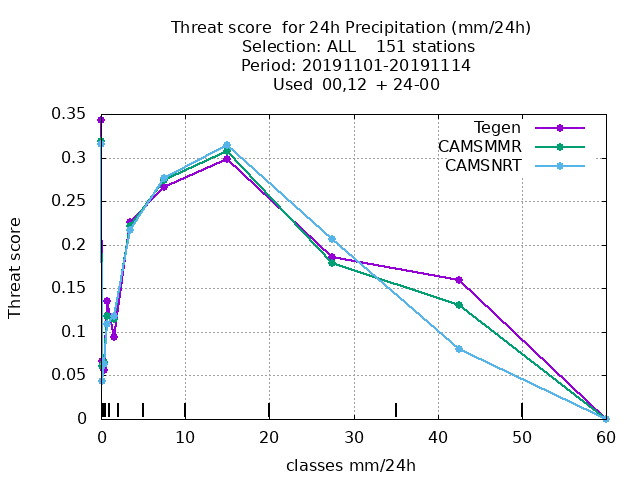 Threat score  for 24h Precipitation (mm/24h)
Selection: ALL    151 stations
Period: 20191101-20191114
Used  00,12  + 24-00
Threat score
0.35
0.3
0.25
0.2
0.15
0.1
0.05
0
Tegen
CAMSMMR
CAMSNRT
0 10 20 30 40 50 60
classes mm/24h